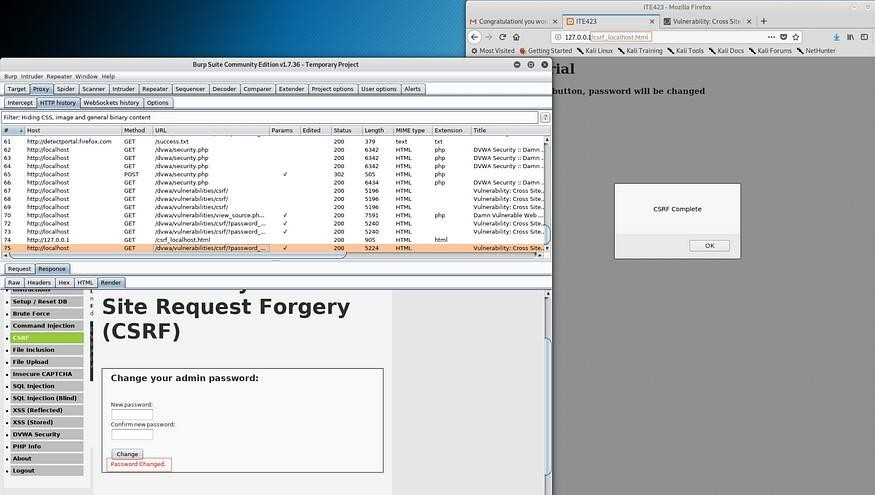 ITE423 - Mozilla Firefox
Congratulation! you won
ITE423
Vulnerability: Cross Site
127.0.0.1/csrf_localhost.html
Most Visited Getting Started Kali Linux Kali Training Kali Tools Kali Docs Kali Forums NetHunter
rial
button, password will be changed
CSRF Complete
OK
Burp Suite Community Edition v1.7.36 - Temporary Project
Burp Intruder Repeater Window Help
Target Proxy Spider Scanner Intruder Repeater Sequencer Decoder Comparer Extender Project options User options Alerts
Intercept HTTP history WebSockets history Options
Filter: Hiding CSS, image and general binary content
?
# Host Method URL Params Edited Status Length MIME type Extension Title
61 http://detectportal.firefox.com GET /success.txt 200 379 text txt
62 http://localhost GET /dvwa/security.php 200 6342 HTML php DVWA Security :: Damn ..
63 http://localhost GET /dvwa/security.php 200 6342 HTML php DVWA Security :: Damn ..
64 http://localhost GET /dvwa/security.php 200 6342 HTML php DVWA Security :: Damn ..
65 http://localhost POST /dvwa/security.php ✓ 302 505 HTML php
66 http://localhost GET /dvwa/security.php 200 6434 HTML php DVWA Security :: Damn ..
67 http://localhost GET /dvwa/vulnerabilities/csrf/ 200 5196 HTML Vulnerability: Cross Site..
68 http://localhost GET /dvwa/vulnerabilities/csrf/ 200 5196 HTML Vulnerability: Cross Site..
69 http://localhost GET /dvwa/vulnerabilities/csrf/ 200 5196 HTML Vulnerability: Cross Site..
70 http://localhost GET /dvwa/vulnerabilities/view_source.ph... ✓ 200 7591 HTML php Damn Vulnerable Web ...
72 http://localhost GET /dvwa/vulnerabilities/csrf/?password_... ✓ 200 5223 HTML Vulnerability: Cross Site..
73 http://localhost GET /dvwa/vulnerabilities/csrf/?password_... ✓ 200 5240 HTML Vulnerability: Cross Site..
74 http://127.0.0.1 GET /csrf_localhost.html 200 905 HTML html
75 http://localhost GET /dvwa/vulnerabilities/csrf/?password_... ✓ 200 5224 HTML Vulnerability: Cross Site..
Request Response
Raw Headers Hex HTML Render
Setup / Reset DB
Brute Force
Command Injection
CSRF
File Inclusion
File Upload
Insecure CAPTCHA
SQL Injection
SQL Injection (Blind)
XSS (Reflected)
XSS (Stored)
DVWA Security
PHP Info
About
Logout
Site Request Forgery
(CSRF)
Change your admin password:
New password:
Confirm new password:
Change
Password Changed.